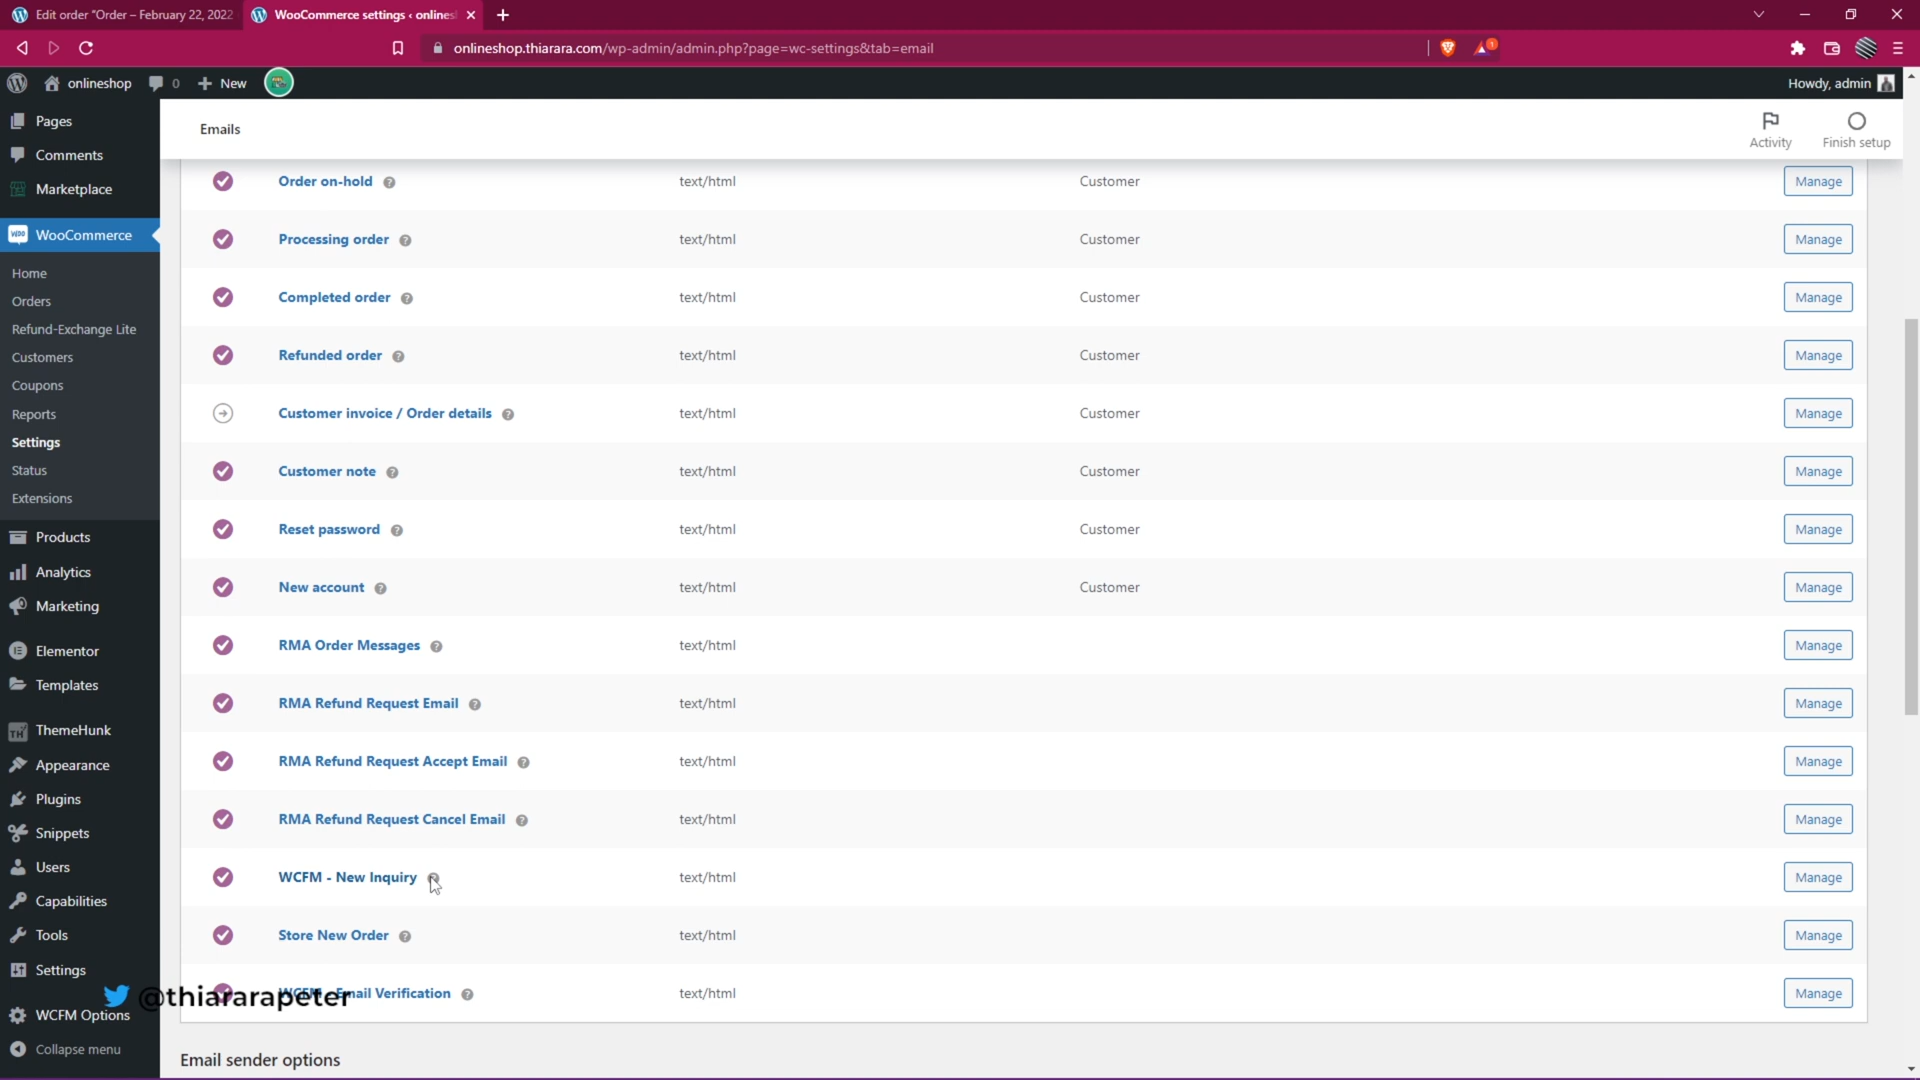 Edit order "Order – February 22, 2022
WooCommerce settings ‹ onlines
onlineshop.thiarara.com/wp-admin/admin.php?page=wc-settings&tab=email
1
onlineshop
0
New
Howdy, admin
Pages
Comments
Marketplace
WooCommerce
Home
Orders
Refund-Exchange Lite
Customers
Coupons
Reports
Settings
Status
Extensions
Products
Analytics
Marketing
Elementor
Templates
ThemeHunk
Appearance
Plugins
Snippets
Users
Capabilities
Tools
Settings
WCFM Options
Collapse menu
Emails
Activity
Finish setup
Order on-hold text/html Customer Manage
Processing order text/html Customer Manage
Completed order text/html Customer Manage
Refunded order text/html Customer Manage
Customer invoice / Order details text/html Customer Manage
Customer note text/html Customer Manage
Reset password text/html Customer Manage
New account text/html Customer Manage
RMA Order Messages text/html Manage
RMA Refund Request Email text/html Manage
RMA Refund Request Accept Email text/html Manage
RMA Refund Request Cancel Email text/html Manage
WCFM - New Inquiry text/html Manage
Store New Order text/html Manage
WCFM - Email Verification text/html Manage
@thiararapeter
Email sender options